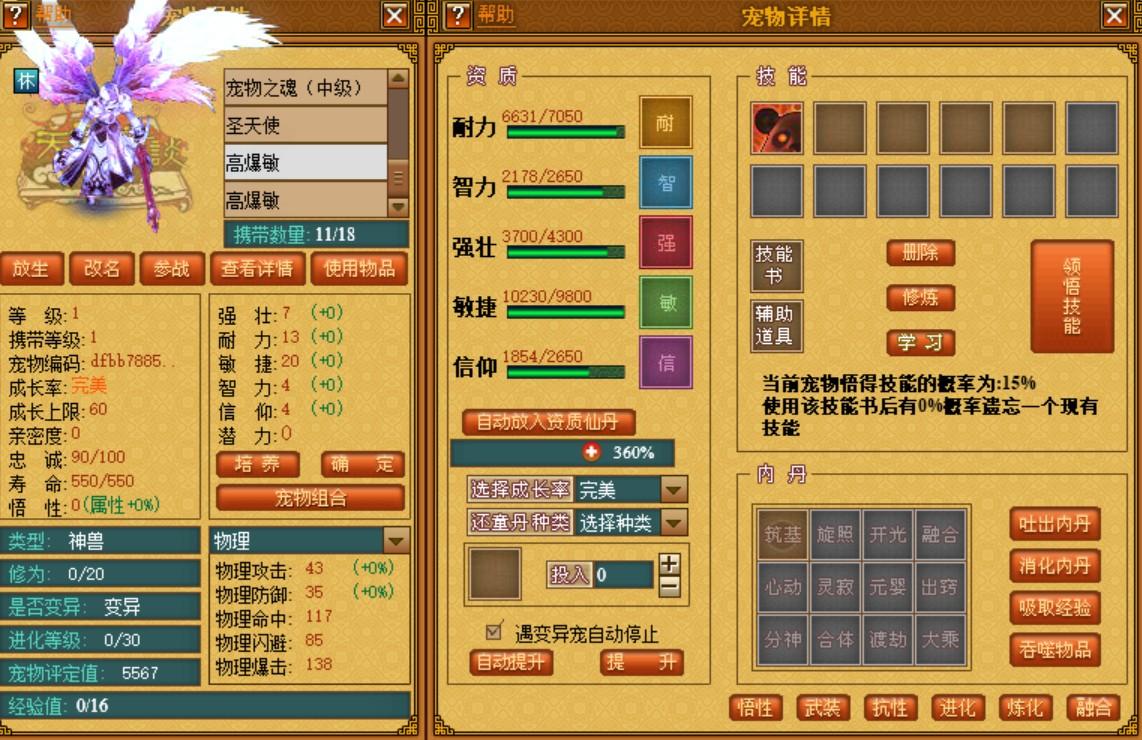 ? 帮助
休
宠物之魂（中级）
圣天使
高爆敏
高爆敏
携带数量: 11/18
放生 改名 参战 查看详情 使用物品
等 级: 1
携带等级: 1
宠物编码: dfbb7885..
成长率: 完美
成长上限: 60
亲密度: 0
忠 诚: 90/100
寿 命: 550/550
悟 性: 0 (属性+0%)
强 壮: 7 (+0)
耐 力: 13 (+0)
敏 捷: 20 (+0)
智 力: 4 (+0)
信 仰: 4 (+0)
潜 力: 0
培 养 确 定
宠物组合
类型: 神兽
修为: 0/20
是否变异: 变异
进化等级: 0/30
宠物评定值: 5567
经验值: 0/16
物理
物理攻击: 43 (+0%)
物理防御: 35 (+0%)
物理命中: 117
物理闪避: 85
物理爆击: 138
? 帮助 宠物详情
资 质
耐力 6631/7050 耐
智力 2178/2650 智
强壮 3700/4300 强
敏捷 10230/9800 敏
信仰 1854/2650 信
自动放入资质仙丹
360%
选择成长率 完美
还童丹种类 选择种类
投入 0
遇变异宠自动停止
自动提升 提 升
技 能
技能书
辅助道具
删除
修炼
学 习
领悟技能
当前宠物悟得技能的概率为:15%
使用该技能书后有0%概率遗忘一个现有
技能
内 丹
筑基 旋照 开光 融合
心动 灵寂 元婴 出窍
分神 合体 渡劫 大乘
吐出内丹
消化内丹
吸取经验
吞噬物品
悟性 武装 抗性 进化 炼化 融合